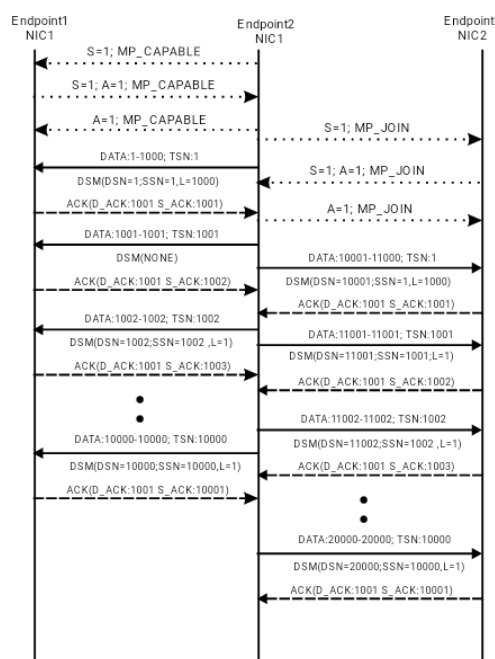 Endpoint1
NIC1
Endpoint2
NIC1
Endpoint
NIC2
S=1; MP_CAPABLE
S=1; A=1; MP_CAPABLE
A=1; MP_CAPABLE
S=1; MP_JOIN
DATA:1-1000; TSN:1
S=1; A=1; MP_JOIN
DSM(DSN=1;SSN=1,L=1000)
ACK(D_ACK:1001 S_ACK:1001)
A=1; MP_JOIN
DATA:1001-1001; TSN:1001
DSM(NONE)
DATA:10001-11000; TSN:1
ACK(D_ACK:1001 S_ACK:1002)
DSM(DSN=10001;SSN=1,L=1000)
ACK(D_ACK:1001 S_ACK:1001)
DATA:1002-1002; TSN:1002
DATA:11001-11001; TSN:1001
DSM(DSN=1002;SSN=1002 ,L=1)
DSM(DSN=11001;SSN=1001;L=1)
ACK(D_ACK:1001 S_ACK:1003)
ACK(D_ACK:1001 S_ACK:1002)
DATA:11002-11002; TSN:1002
DATA:10000-10000; TSN:10000
DSM(DSN=11002;SSN=1002 ,L=1)
DSM(DSN=10000;SSN=10000,L=1)
ACK(D_ACK:1001 S_ACK:1003)
ACK(D_ACK:1001 S_ACK:10001)
DATA:20000-20000; TSN:10000
DSM(DSN=20000;SSN=10000,L=1)
ACK(D_ACK:1001 S_ACK:10001)